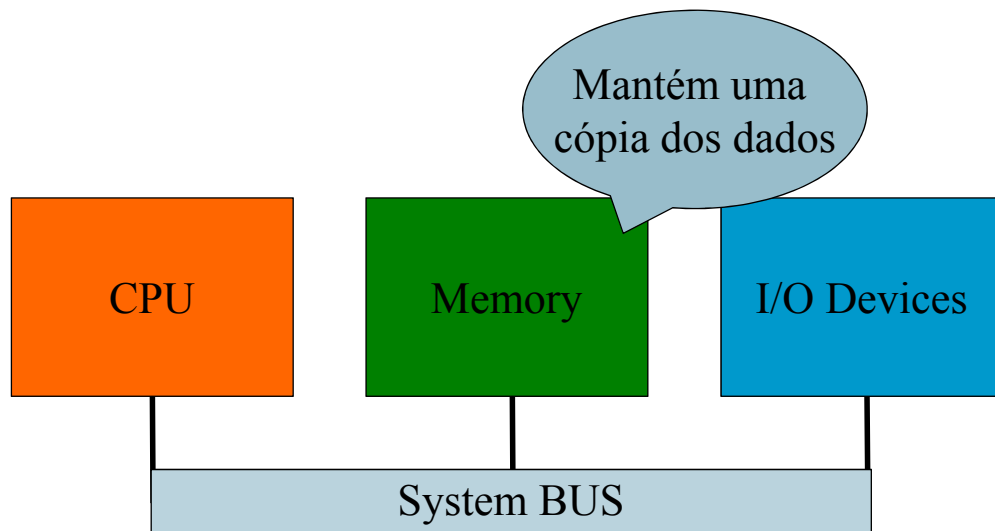 Mantém uma
cópia dos dados
CPU
Memory
I/O Devices
System BUS